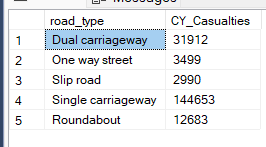 Messages
road_type CY_Casualties
1 Dual carriageway 31912
2 One way street 3499
3 Slip road 2990
4 Single carriageway 144653
5 Roundabout 12683